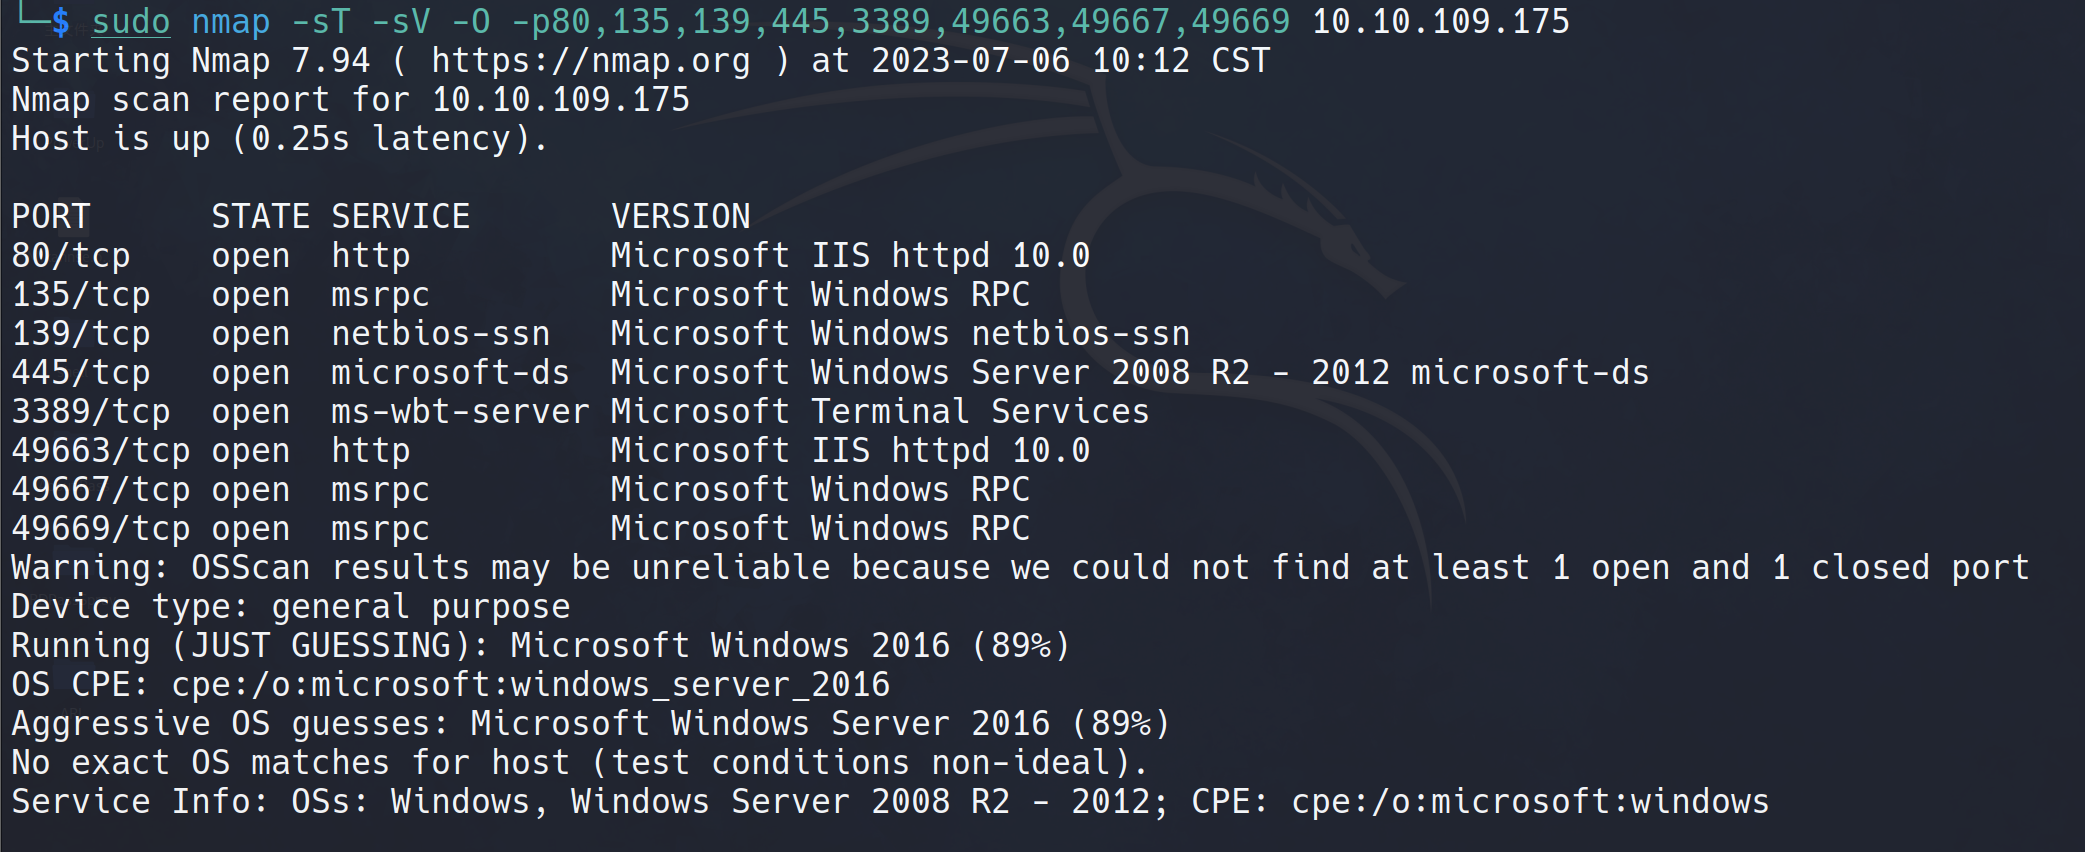 └─$ sudo nmap -sT -sV -O -p80,135,139,445,3389,49663,49667,49669 10.10.109.175
Starting Nmap 7.94 ( https://nmap.org ) at 2023-07-06 10:12 CST
Nmap scan report for 10.10.109.175
Host is up (0.25s latency).

PORT      STATE SERVICE       VERSION
80/tcp    open  http          Microsoft IIS httpd 10.0
135/tcp   open  msrpc         Microsoft Windows RPC
139/tcp   open  netbios-ssn   Microsoft Windows netbios-ssn
445/tcp   open  microsoft-ds  Microsoft Windows Server 2008 R2 - 2012 microsoft-ds
3389/tcp  open  ms-wbt-server Microsoft Terminal Services
49663/tcp open  http          Microsoft IIS httpd 10.0
49667/tcp open  msrpc         Microsoft Windows RPC
49669/tcp open  msrpc         Microsoft Windows RPC
Warning: OSScan results may be unreliable because we could not find at least 1 open and 1 closed port
Device type: general purpose
Running (JUST GUESSING): Microsoft Windows 2016 (89%)
OS CPE: cpe:/o:microsoft:windows_server_2016
Aggressive OS guesses: Microsoft Windows Server 2016 (89%)
No exact OS matches for host (test conditions non-ideal).
Service Info: OSs: Windows, Windows Server 2008 R2 - 2012; CPE: cpe:/o:microsoft:windows